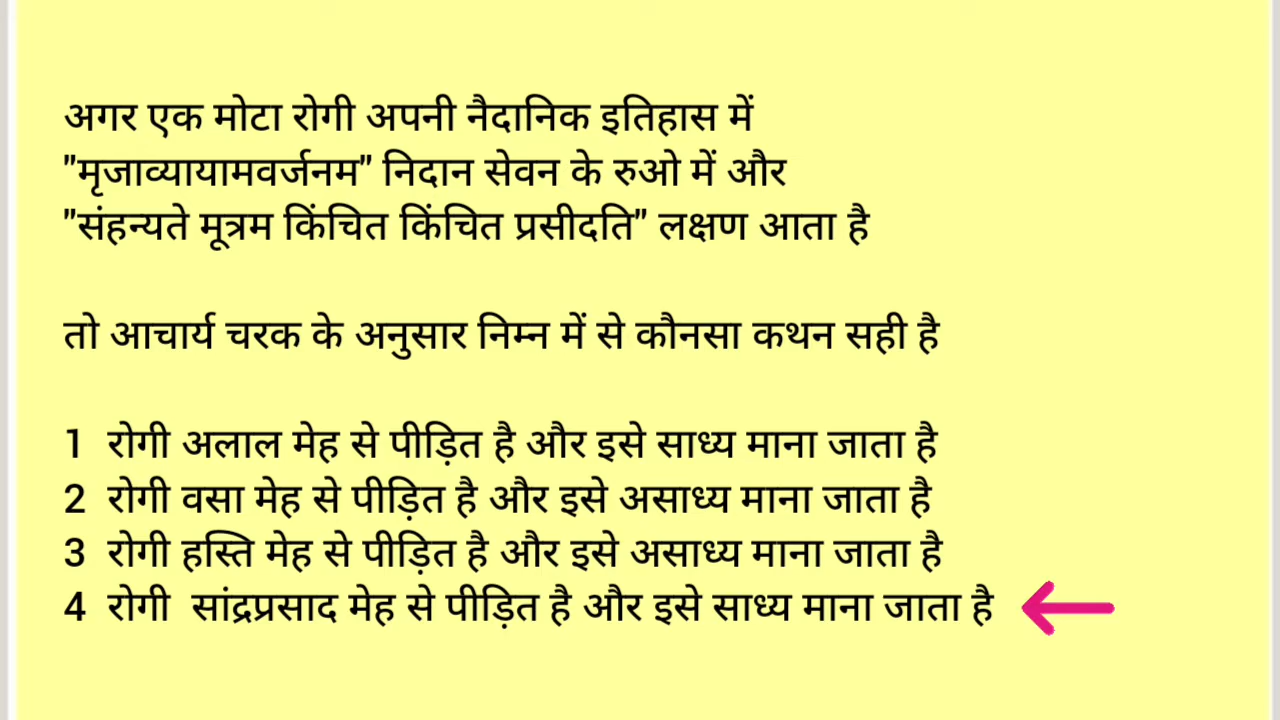 अगर एक मोटा रोगी अपनी नैदानिक इतिहास में
"मृजाव्यायामवर्जनम" निदान सेवन के रुओ में और
"संहन्यते मूत्रम किंचित किंचित प्रसीदति" लक्षण आता है
तो आचार्य चरक के अनुसार निम्न में से कौनसा कथन सही है
1 रोगी अलाल मेह से पीड़ित है और इसे साध्य माना जाता है
2 रोगी वसा मेह से पीड़ित है और इसे असाध्य माना जाता है
3 रोगी हस्ति मेह से पीड़ित है और इसे असाध्य माना जाता है
4 रोगी सांद्रप्रसाद मेह से पीड़ित है और इसे साध्य माना जाता है